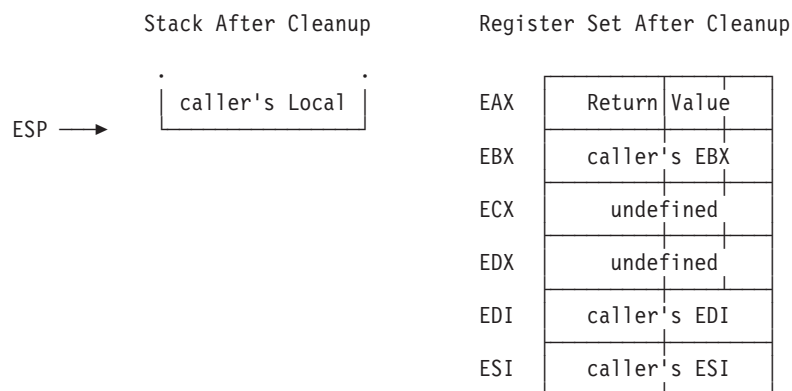 Stack After Cleanup Register Set After Cleanup
caller's Local EAX Return Value
ESP
EBX caller's EBX
ECX undefined
EDX undefined
EDI caller's EDI
ESI caller's ESI